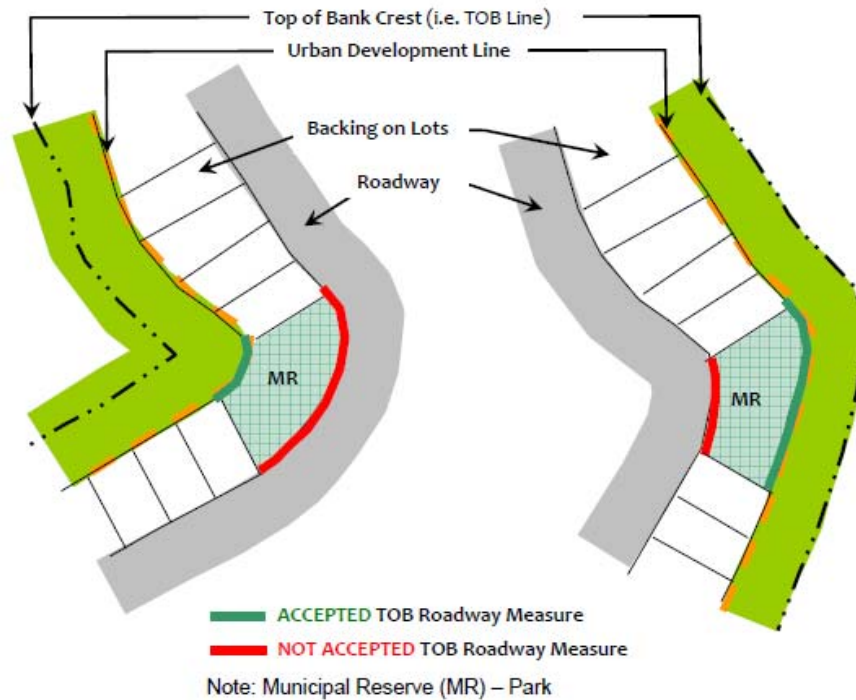 Top of Bank Crest (i.e. TOB Line)
Urban Development Line
Backing on Lots
Roadway
MR
MR
ACCEPTED TOB Roadway Measure
NOT ACCEPTED TOB Roadway Measure
Note: Municipal Reserve (MR) – Park